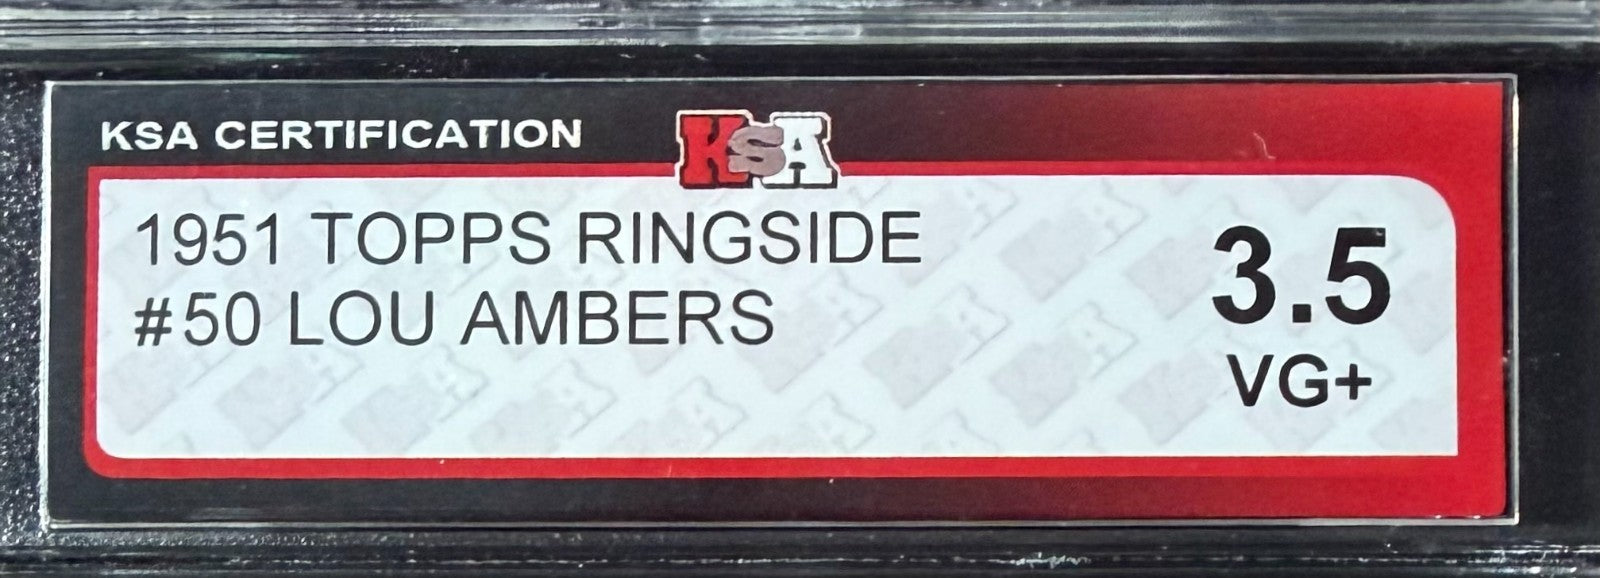 KSA CERTIFICATION
KSA
1951 TOPPS RINGSIDE
#50 LOU AMBERS
3.5
VG+